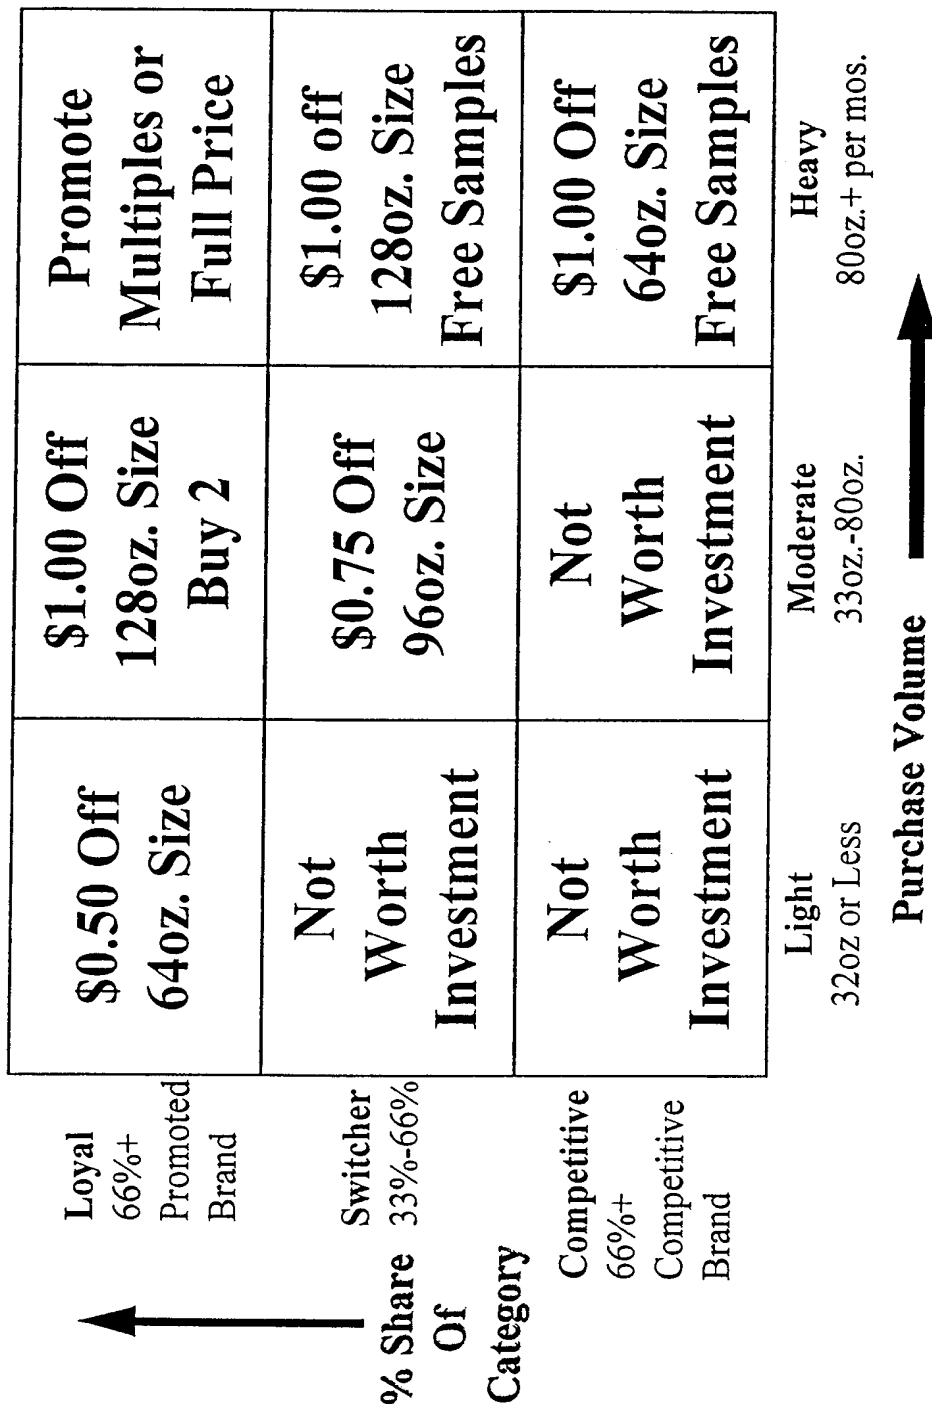 % Share
Of
Category
Loyal
66%+
Promoted
Brand
$0.50 Off
64oz. Size
$1.00 Off
128oz. Size
Buy 2
Promote
Multiples or
Full Price
Switcher
33%-66%
Not
Worth
Investment
$0.75 Off
96oz. Size
$1.00 off
128oz. Size
Free Samples
Competitive
66%+
Competitive
Brand
Not
Worth
Investment
Not
Worth
Investment
$1.00 Off
64oz. Size
Free Samples
Light
32oz or Less
Moderate
33oz.-80oz.
Heavy
80oz.+ per mos.
Purchase Volume